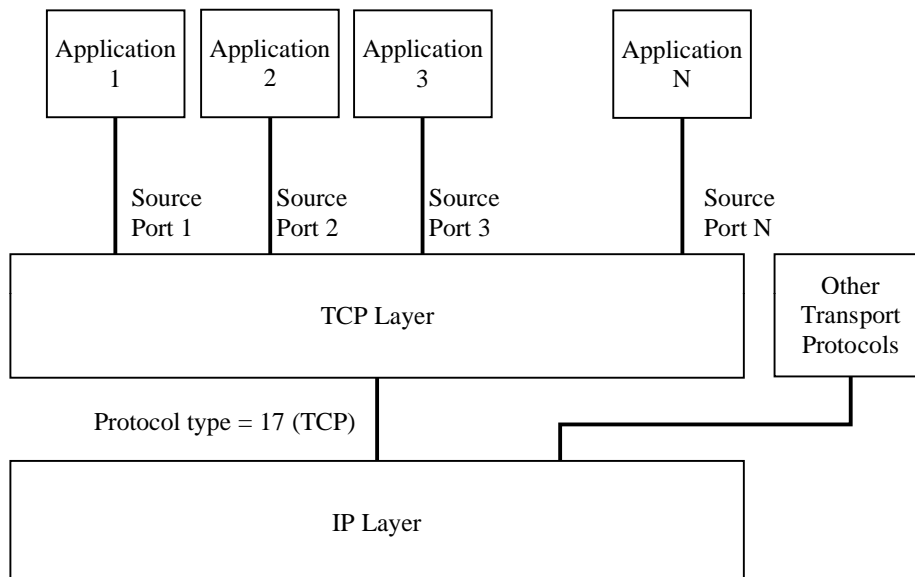 Application
1
Application
2
Application
3
Application
N
Source
Port 1
Source
Port 2
Source
Port 3
Source
Port N
TCP Layer
Other
Transport
Protocols
Protocol type = 17 (TCP)
IP Layer